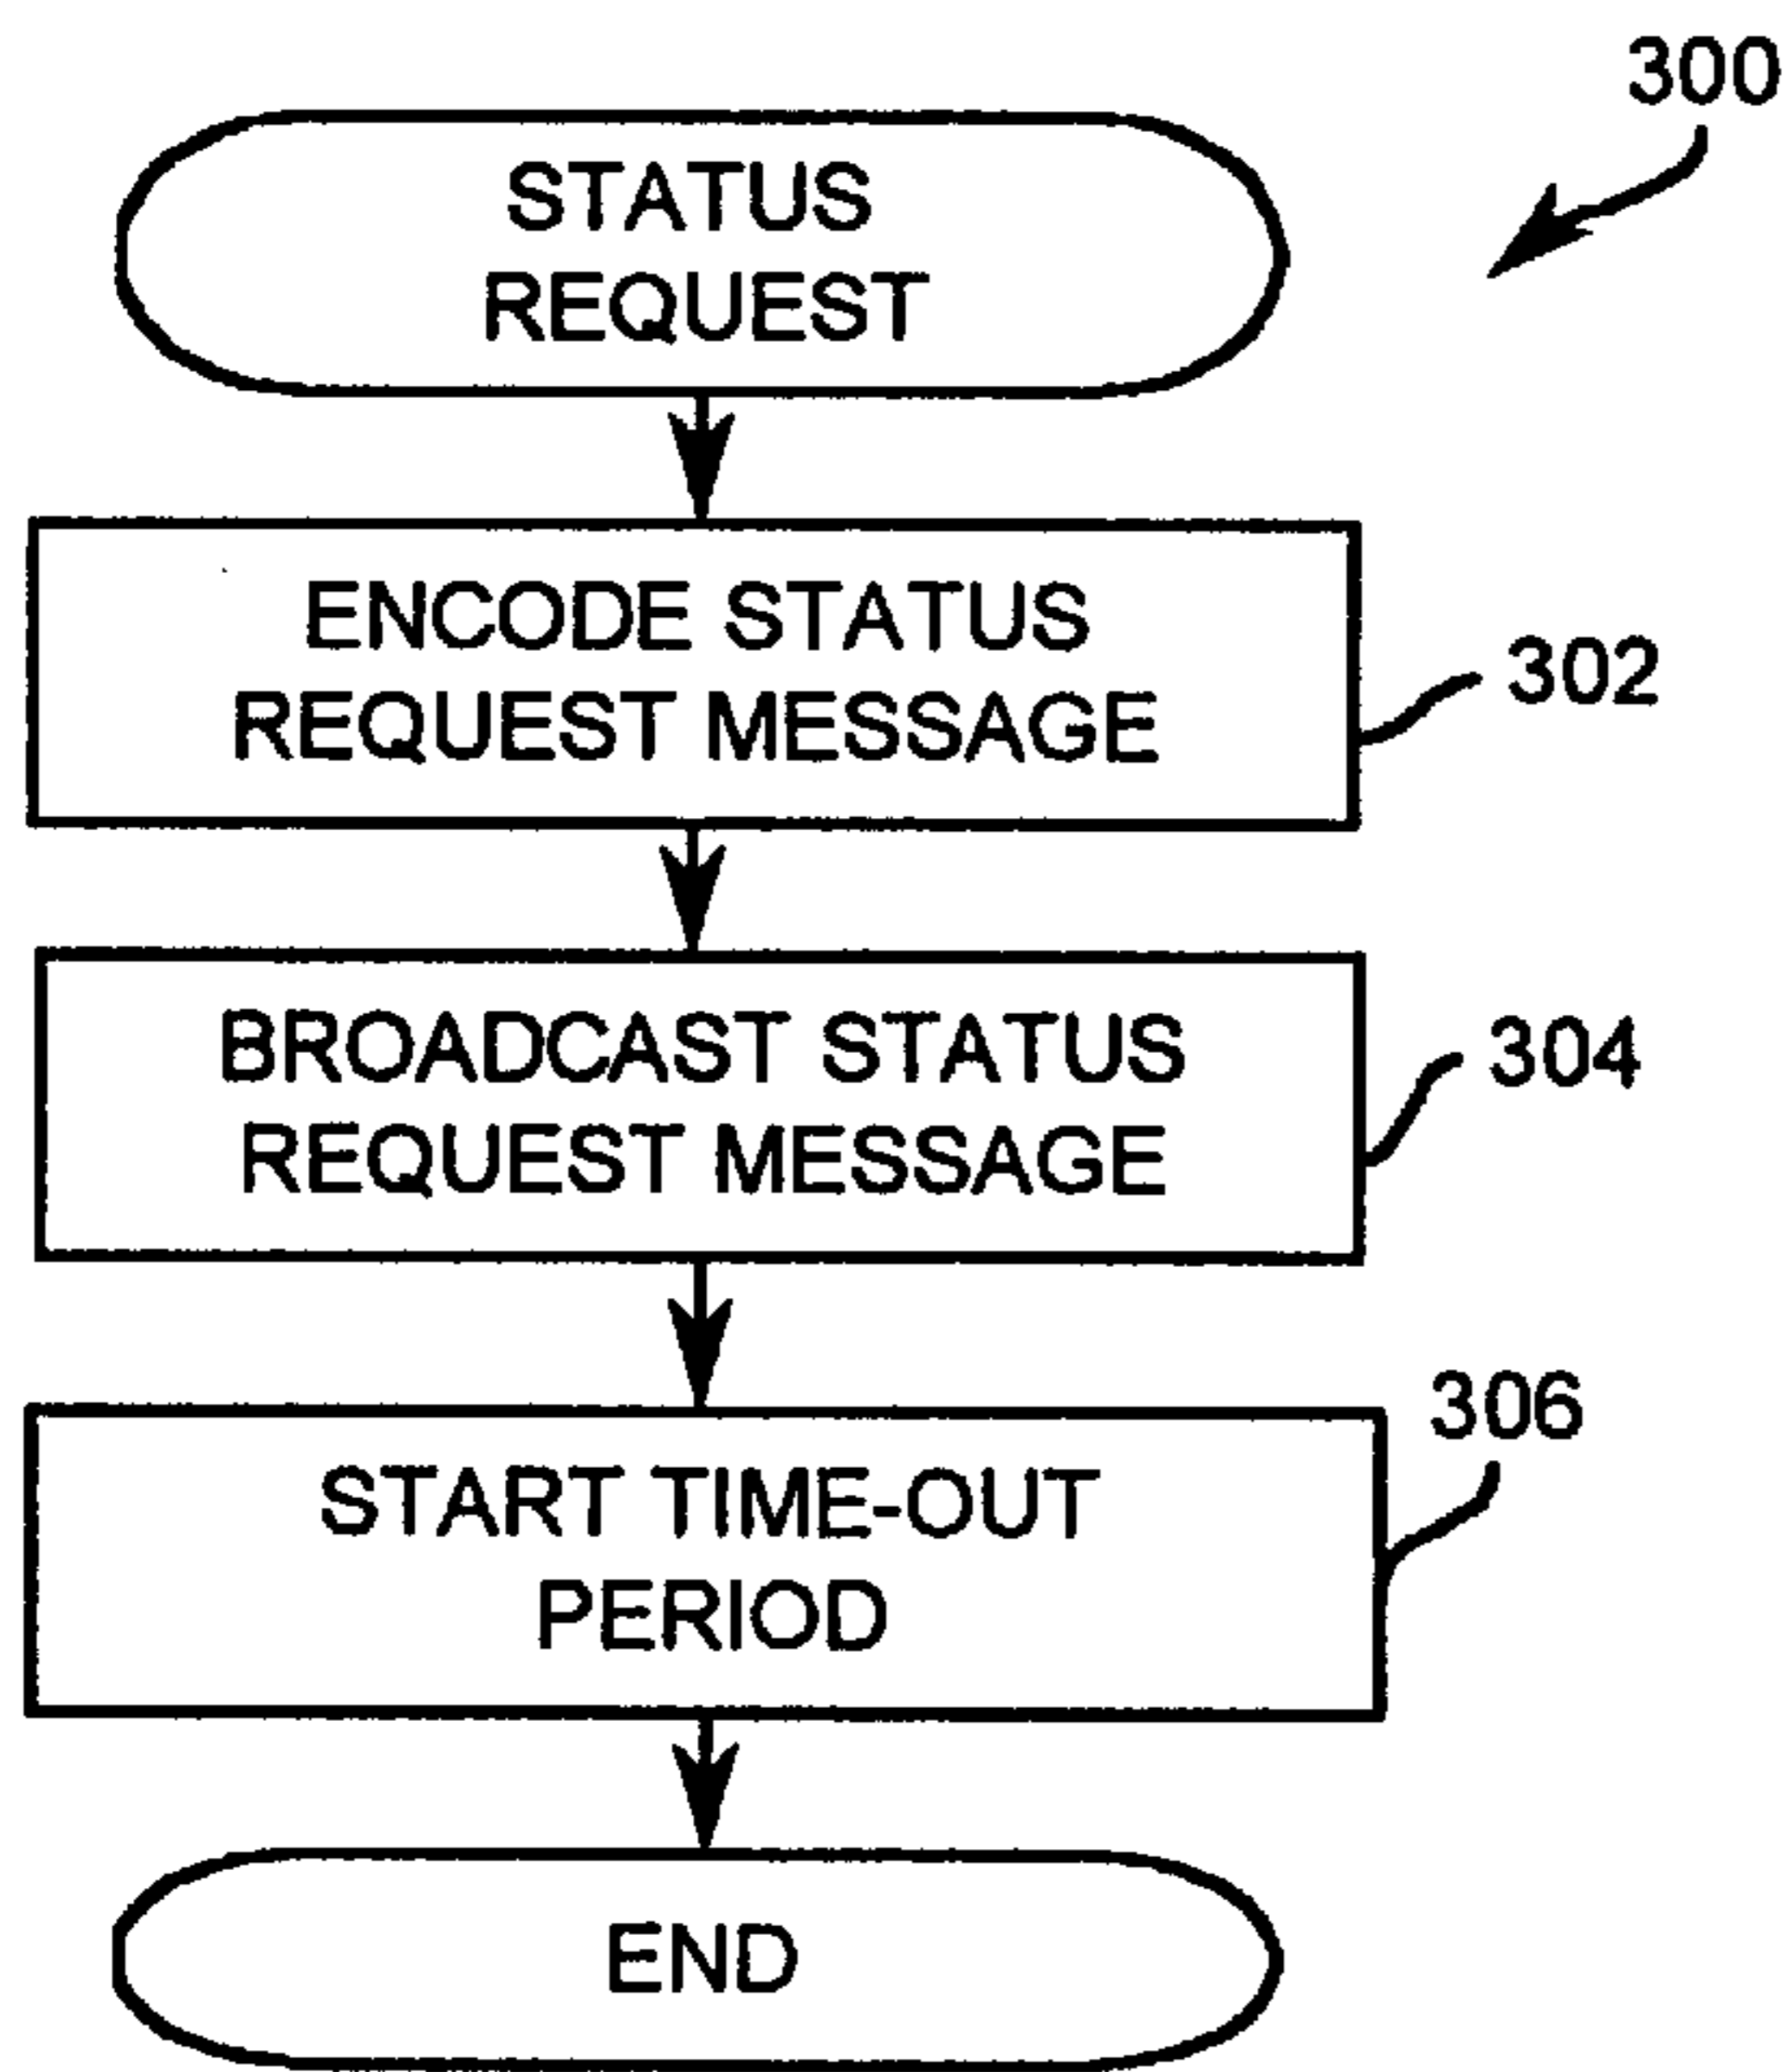 300
STATUS
REQUEST
ENCODE STATUS
REQUEST MESSAGE
302
BROADCAST STATUS
REQUEST MESSAGE
304
306
START TIME-OUT
PERIOD
END